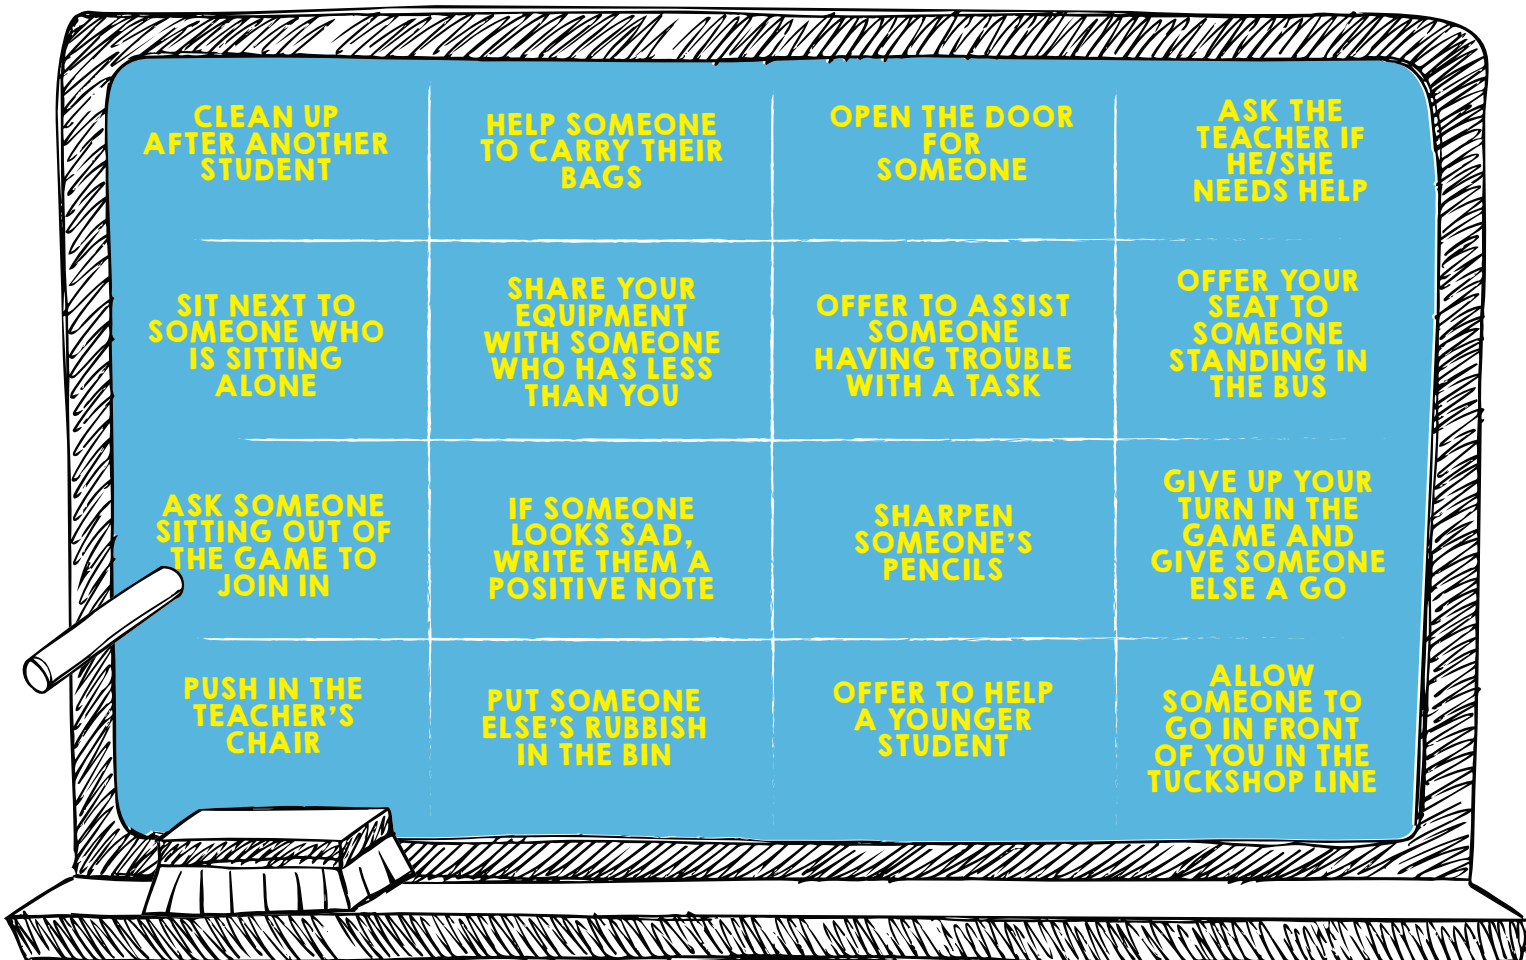 CLEAN UP
AFTER ANOTHER
STUDENT
HELP SOMEONE
TO CARRY THEIR
BAGS
OPEN THE DOOR
FOR
SOMEONE
ASK THE
TEACHER IF
HE/SHE
NEEDS HELP
SIT NEXT TO
SOMEONE WHO
IS SITTING
ALONE
SHARE YOUR
EQUIPMENT
WITH SOMEONE
WHO HAS LESS
THAN YOU
OFFER TO ASSIST
SOMEONE
HAVING TROUBLE
WITH A TASK
OFFER YOUR
SEAT TO
SOMEONE
STANDING IN
THE BUS
ASK SOMEONE
SITTING OUT OF
THE GAME TO
JOIN IN
IF SOMEONE
LOOKS SAD,
WRITE THEM A
POSITIVE NOTE
SHARPEN
SOMEONE'S
PENCILS
GIVE UP YOUR
TURN IN THE
GAME AND
GIVE SOMEONE
ELSE A GO
PUSH IN THE
TEACHER'S
CHAIR
PUT SOMEONE
ELSE'S RUBBISH
IN THE BIN
OFFER TO HELP
A YOUNGER
STUDENT
ALLOW
SOMEONE TO
GO IN FRONT
OF YOU IN THE
TUCKSHOP LINE